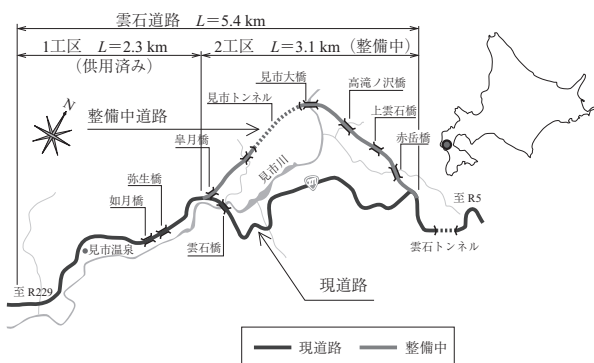 雲石道路 L＝5.4 km
1工区 L＝2.3 km
(供用済み)
2工区 L＝3.1 km (整備中)
見市大橋
高滝ノ沢橋
見市トンネル
上雲石橋
整備中道路
赤岳橋
N
皐月橋
見市川
弥生橋
如月橋
至 R5
見市温泉
雲石橋
雲石トンネル
至 R229
現道路
現道路
整備中